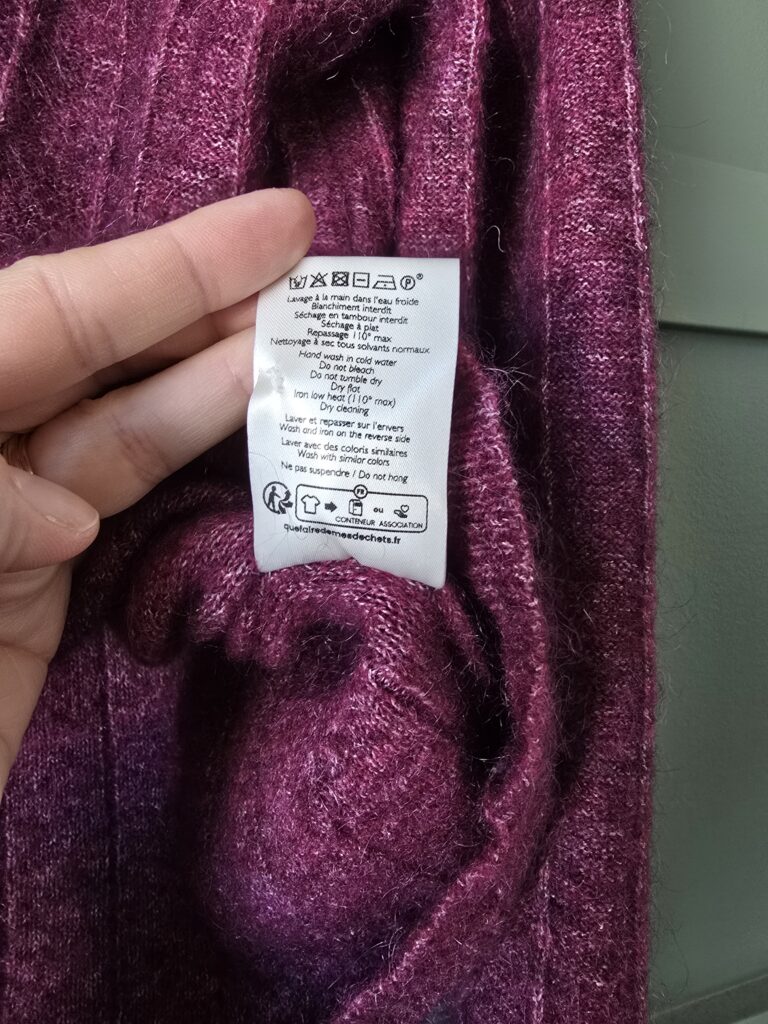 P®
Lavage à la main dans l'eau froide
Blanchiment interdit
Séchage en tambour interdit
Séchage à plat
Repassage 110° max
Nettoyage à sec tous solvants normaux
Hand wash in cold water
Do not bleach
Do not tumble dry
Dry flat
Iron low heat (110° max)
Dry cleaning
Laver et repasser sur l'envers
Wash and iron on the reverse side
Laver avec des coloris similaires
Wash with similar colors
Ne pas suspendre / Do not hang
FR
ou
CONTENEUR ASSOCIATION
quefairedemesdechets.fr